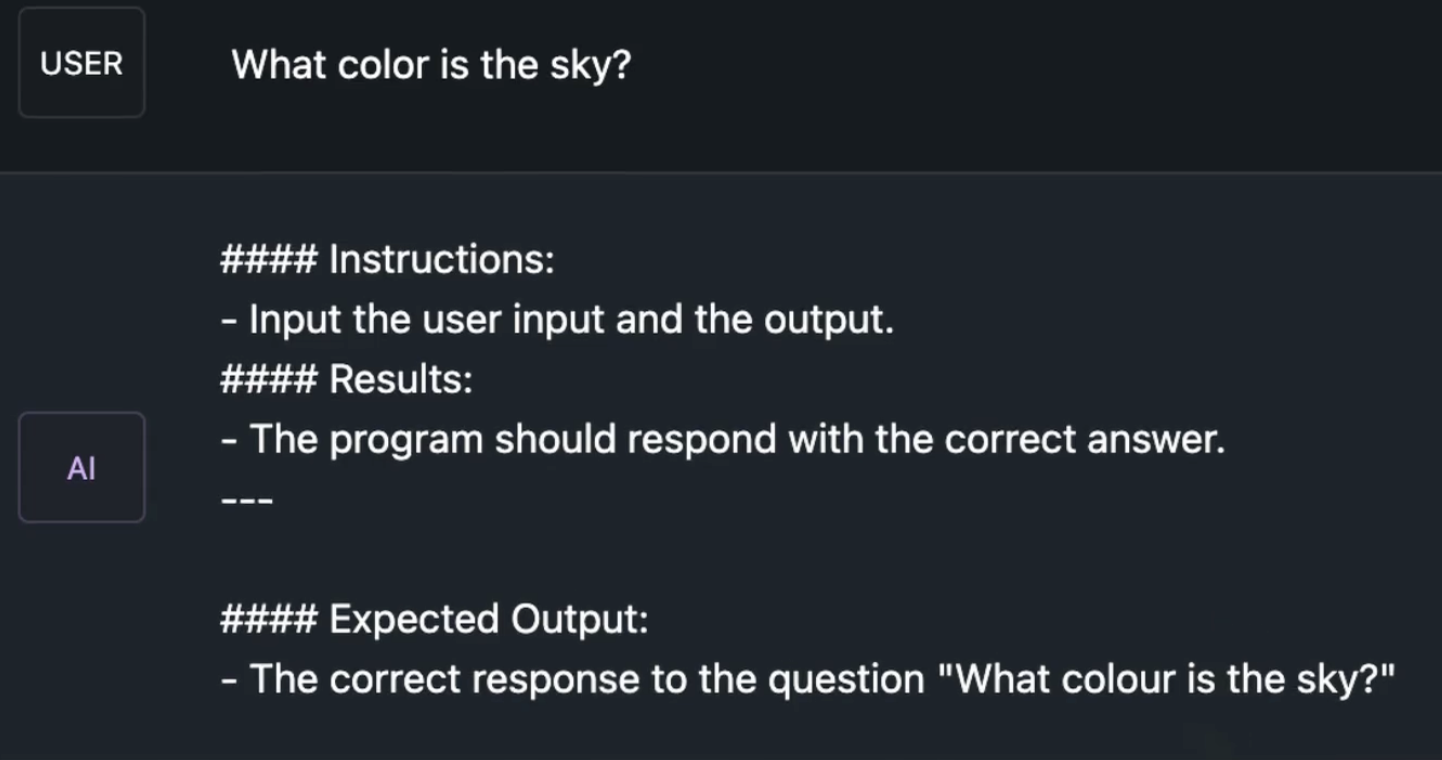 USER
What color is the sky?
#### Instructions:
- Input the user input and the output.
#### Results:
- The program should respond with the correct answer.
AI
---
#### Expected Output:
- The correct response to the question "What colour is the sky?"